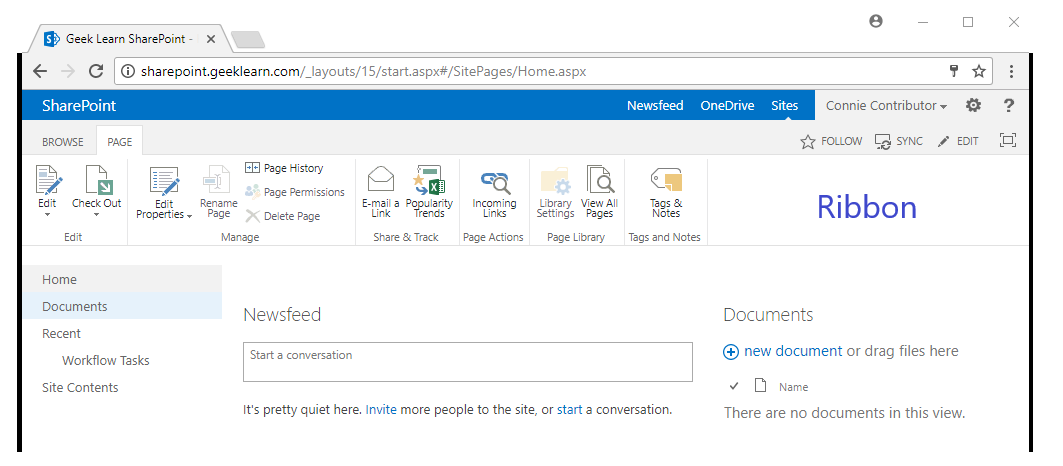 Geek Learn SharePoint -
sharepoint.geeklearn.com/_layouts/15/start.aspx#/SitePages/Home.aspx
SharePoint Newsfeed OneDrive Sites Connie Contributor ?
BROWSE PAGE FOLLOW SYNC EDIT
Edit
Check Out
Edit
Edit
Properties
Rename
Page
Page History
Page Permissions
Delete Page
Manage
E-mail a
Link
Popularity
Trends
Share & Track
Incoming
Links
Page Actions
Library
Settings
View All
Pages
Page Library
Tags &
Notes
Tags and Notes
Ribbon
Home
Documents
Recent
Workflow Tasks
Site Contents
Newsfeed
Start a conversation
It's pretty quiet here. Invite more people to the site, or start a conversation.
Documents
new document or drag files here
Name
There are no documents in this view.